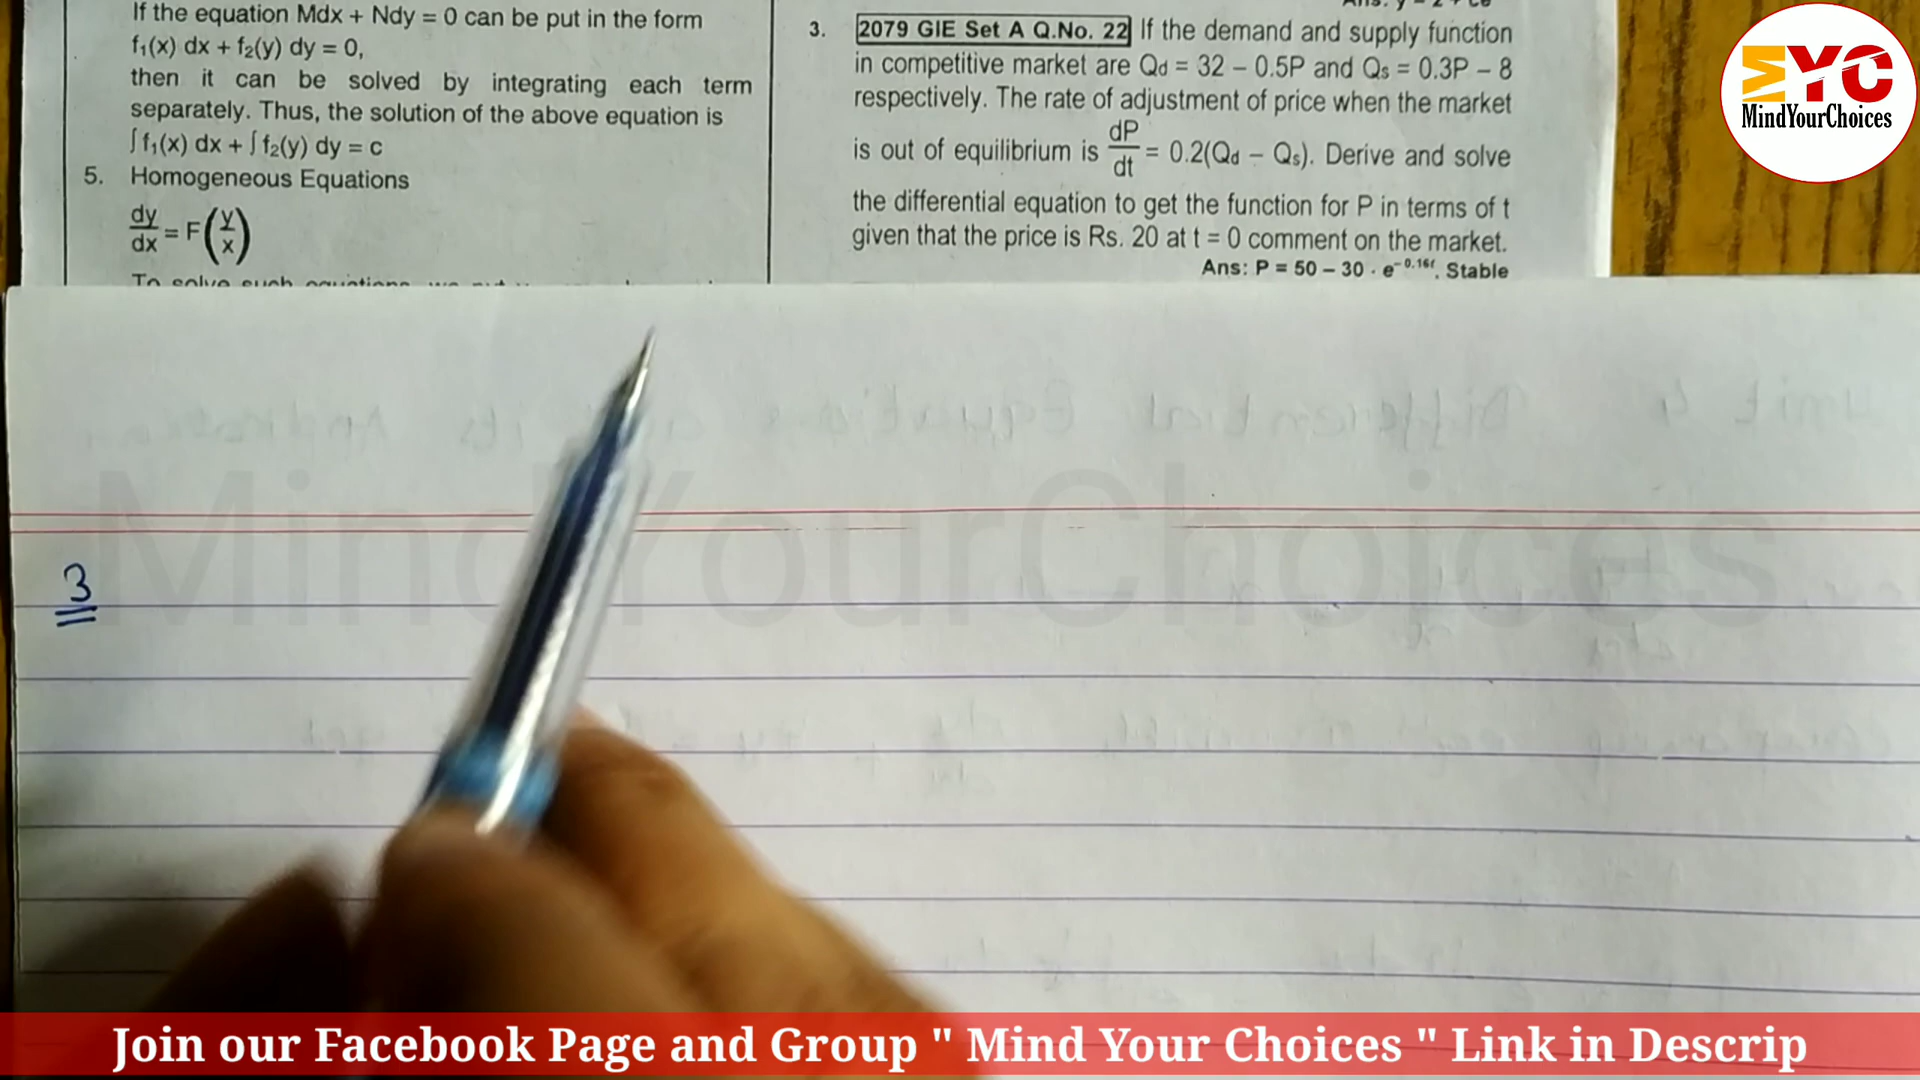 If the equation Mdx + Ndy = 0 can be put in the form
f₁(x) dx + f₂(y) dy = 0,
then it can be solved by integrating each term
separately. Thus, the solution of the above equation is
∫ f₁(x) dx + ∫ f₂(y) dy = c
5. Homogeneous Equations
dy/dx = F(y/x)
To solve such equations, we put
3. 2079 GIE Set A Q.No. 22 If the demand and supply function
in competitive market are Qd = 32 – 0.5P and Qs = 0.3P – 8
respectively. The rate of adjustment of price when the market
is out of equilibrium is dP/dt = 0.2(Qd – Qs). Derive and solve
the differential equation to get the function for P in terms of t
given that the price is Rs. 20 at t = 0 comment on the market.
Ans: P = 50 – 30 · e^–0.16t. Stable
MYC
MindYourChoices
MindYourChoices
3
Join our Facebook Page and Group " Mind Your Choices " Link in Descrip